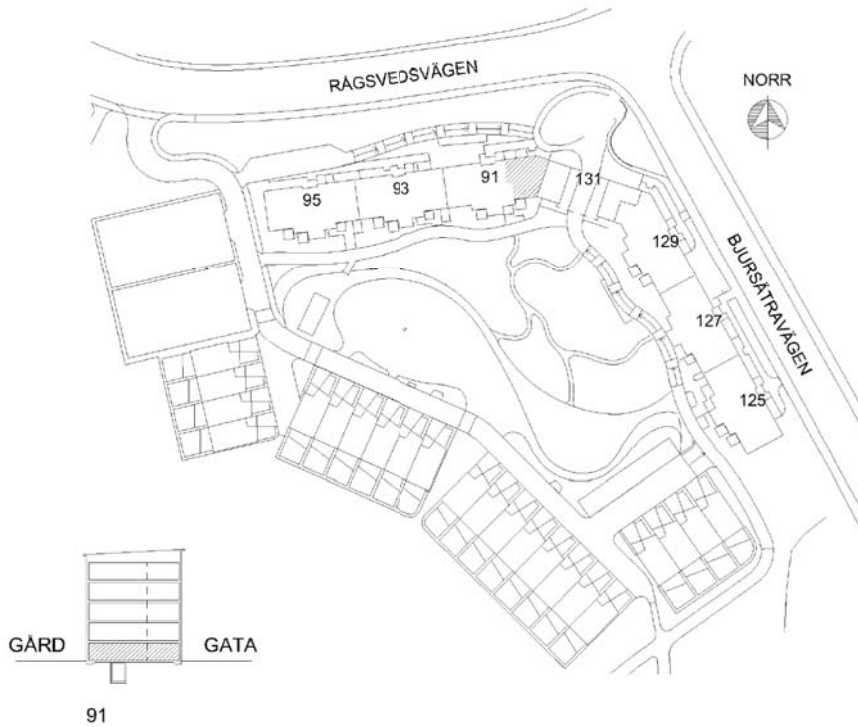 RÅGSVEDSVÄGEN
NORR
91
131
95
93
129
BJURSÄTRAVÄGEN
127
125
GÅRD
GATA
91